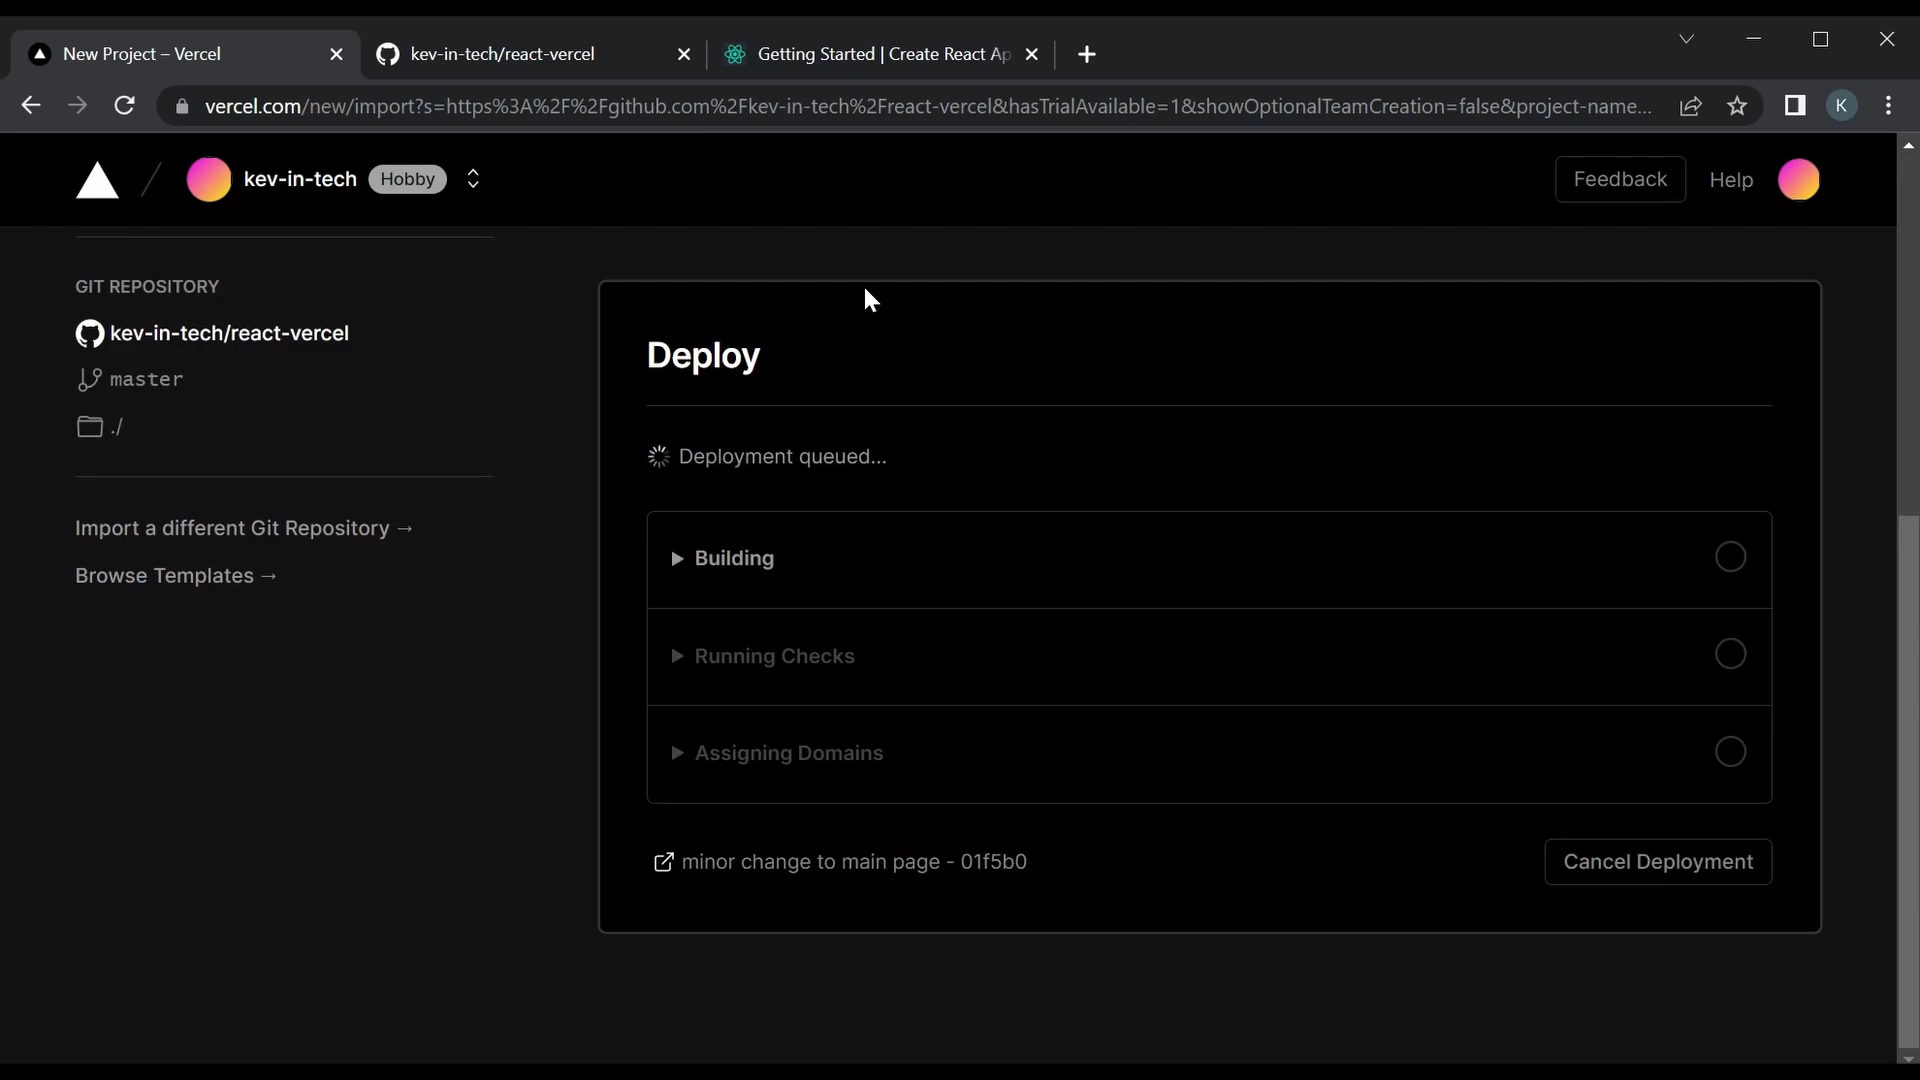 New Project – Vercel
kev-in-tech/react-vercel
Getting Started | Create React Ap
vercel.com/new/import?s=https%3A%2F%2Fgithub.com%2Fkev-in-tech%2Freact-vercel&hasTrialAvailable=1&showOptionalTeamCreation=false&project-name...
K
kev-in-tech
Hobby
Feedback
Help
GIT REPOSITORY
kev-in-tech/react-vercel
master
./
Import a different Git Repository →
Browse Templates →
Deploy
Deployment queued...
Building
Running Checks
Assigning Domains
minor change to main page - 01f5b0
Cancel Deployment